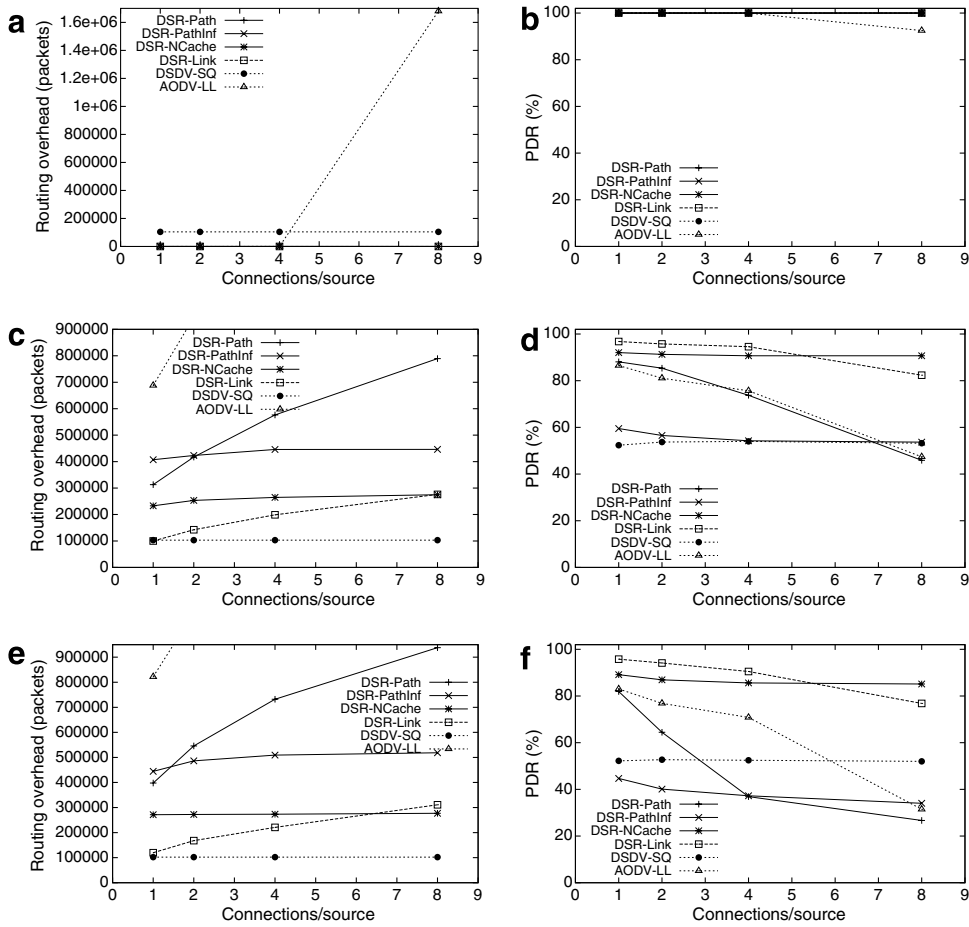 a
Routing overhead (packets)
1.6e+06
1.4e+06
1.2e+06
1e+06
800000
600000
400000
200000
0
DSR-Path
DSR-PathInf
DSR-NCache
DSR-Link
DSDV-SQ
AODV-LL
0 1 2 3 4 5 6 7 8 9
Connections/source
b
PDR (%)
100
80
60
40
20
0
DSR-Path
DSR-PathInf
DSR-NCache
DSR-Link
DSDV-SQ
AODV-LL
0 1 2 3 4 5 6 7 8 9
Connections/source
c
Routing overhead (packets)
900000
800000
700000
600000
500000
400000
300000
200000
100000
0
DSR-Path
DSR-PathInf
DSR-NCache
DSR-Link
DSDV-SQ
AODV-LL
0 1 2 3 4 5 6 7 8 9
Connections/source
d
PDR (%)
100
80
60
40
20
0
DSR-Path
DSR-PathInf
DSR-NCache
DSR-Link
DSDV-SQ
AODV-LL
0 1 2 3 4 5 6 7 8 9
Connections/source
e
Routing overhead (packets)
900000
800000
700000
600000
500000
400000
300000
200000
100000
0
DSR-Path
DSR-PathInf
DSR-NCache
DSR-Link
DSDV-SQ
AODV-LL
0 1 2 3 4 5 6 7 8 9
Connections/source
f
PDR (%)
100
80
60
40
20
0
DSR-Path
DSR-PathInf
DSR-NCache
DSR-Link
DSDV-SQ
AODV-LL
0 1 2 3 4 5 6 7 8 9
Connections/source